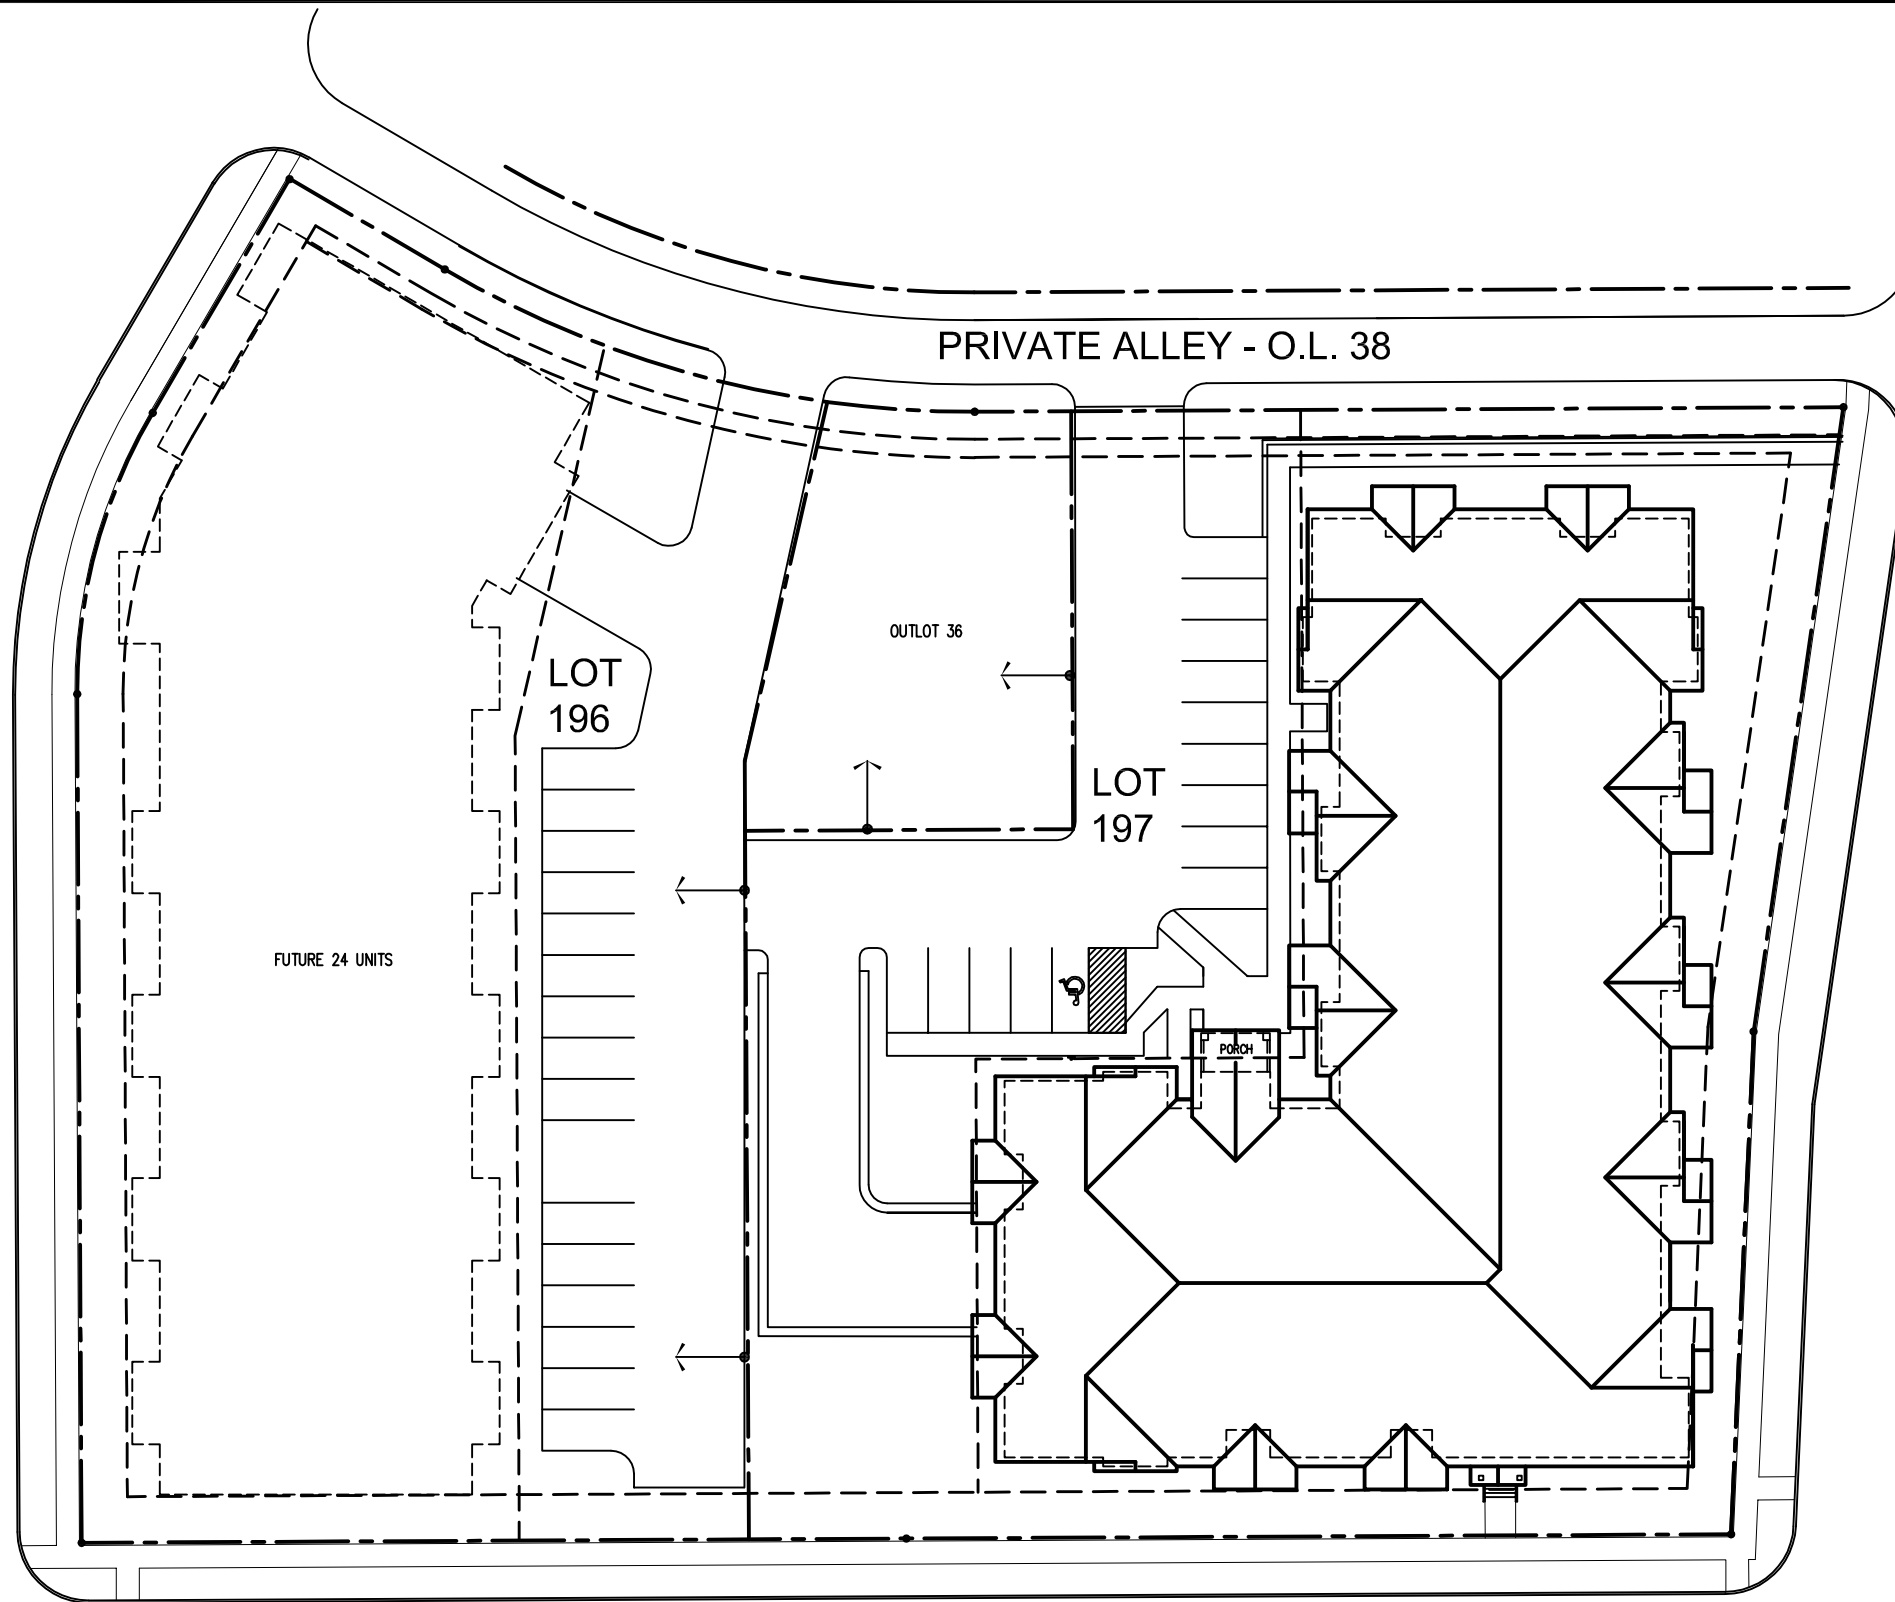 PRIVATE ALLEY - O.L. 38
OUTLOT 36
LOT
196
LOT
197
FUTURE 24 UNITS
PORCH